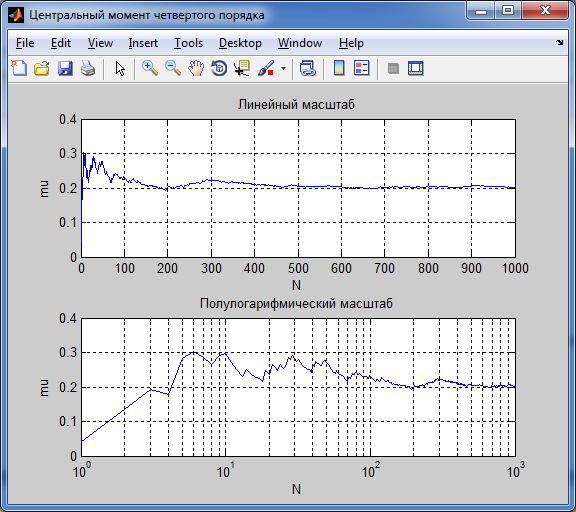 Центральный момент четвертого порядка
File Edit View Insert Tools Desktop Window Help
Линейный масштаб
0.4
0.3
0.2
0.1
0
mu
0 100 200 300 400 500 600 700 800 900 1000
N
Полулогарифмический масштаб
0.4
0.3
0.2
0.1
0
mu
10^0 10^1 10^2 10^3
N